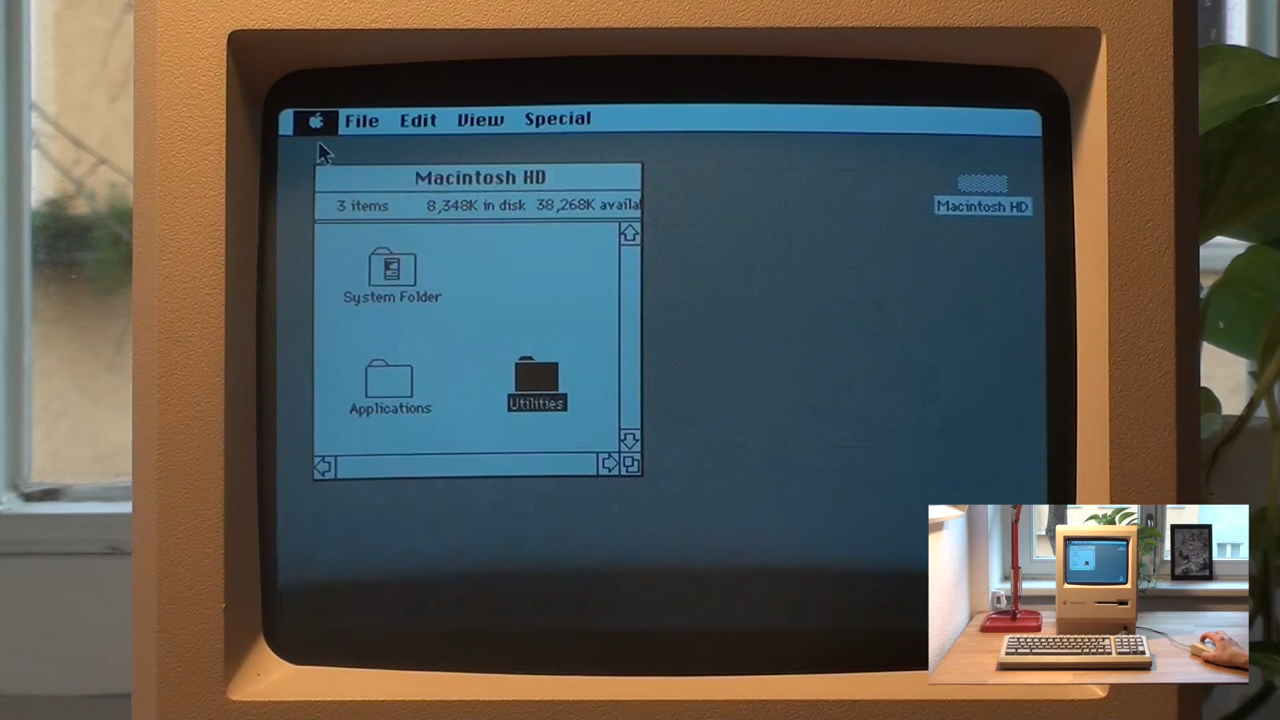 File Edit View Special
Macintosh HD
3 items 8,348K in disk 38,268K availa
System Folder
Applications
Utilities
Macintosh HD